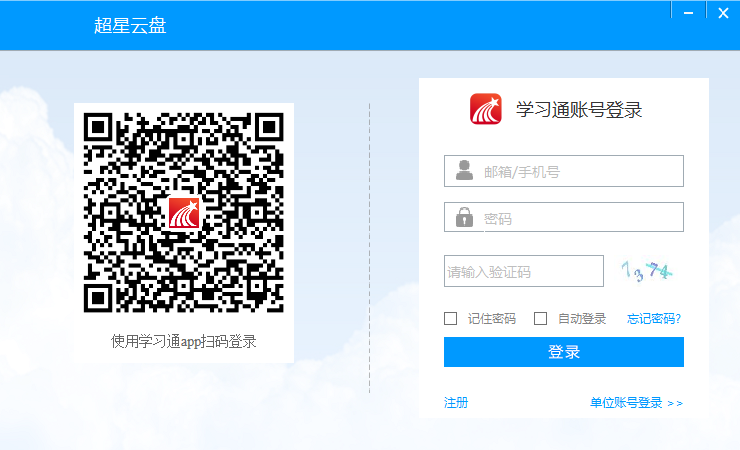 超星云盘
使用学习通app扫码登录
学习通账号登录
邮箱/手机号
密码
请输入验证码
1374
记住密码 自动登录 忘记密码?
登录
注册 单位账号登录 >>